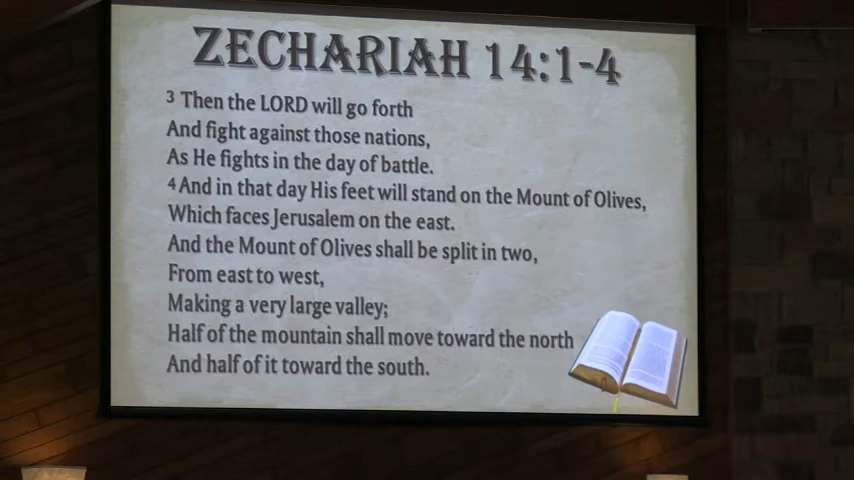 ZECHARIAH 14:1-4
3 Then the LORD will go forth
And fight against those nations,
As He fights in the day of battle.
4 And in that day His feet will stand on the Mount of Olives,
Which faces Jerusalem on the east.
And the Mount of Olives shall be split in two,
From east to west,
Making a very large valley;
Half of the mountain shall move toward the north
And half of it toward the south.